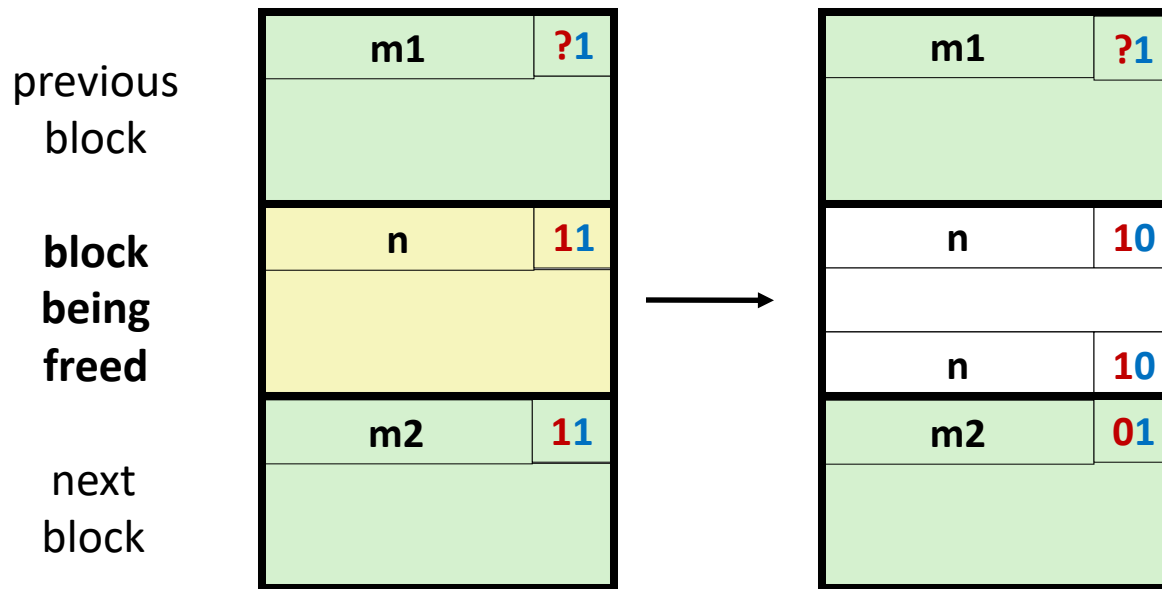 m1 ?1 m1 ?1
previous
block
n 11 n 10
block
being
freed
n 10
m2 11 m2 01
next
block